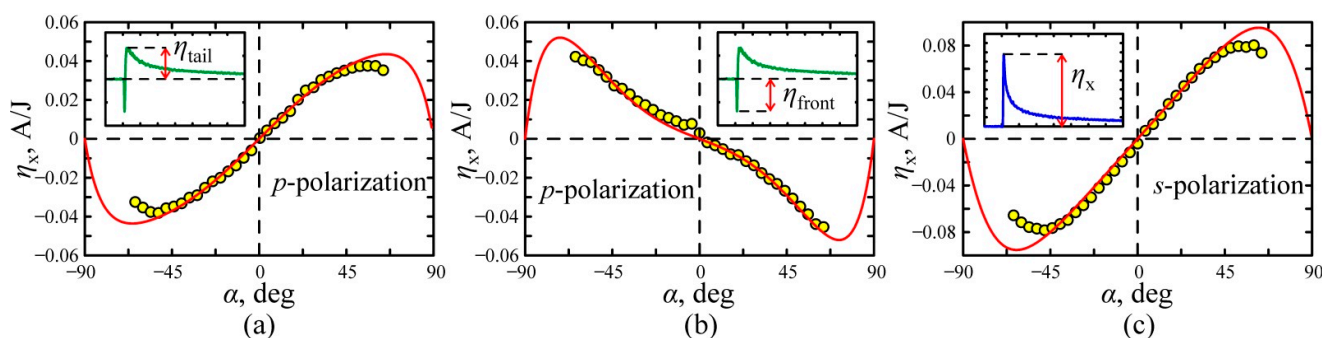 0.06
0.04
0.02
0
−0.02
−0.04
0.06
ηx, A/J
ηtail
p-polarization
−90
−45
0
45
90
α, deg
(a)
0.06
0.04
0.02
0
−0.02
−0.04
0.06
ηx, A/J
ηfront
p-polarization
−90
−45
0
45
90
α, deg
(b)
0.08
0.04
0
−0.04
−0.08
ηx, A/J
ηx
s-polarization
−90
−45
0
45
90
α, deg
(c)